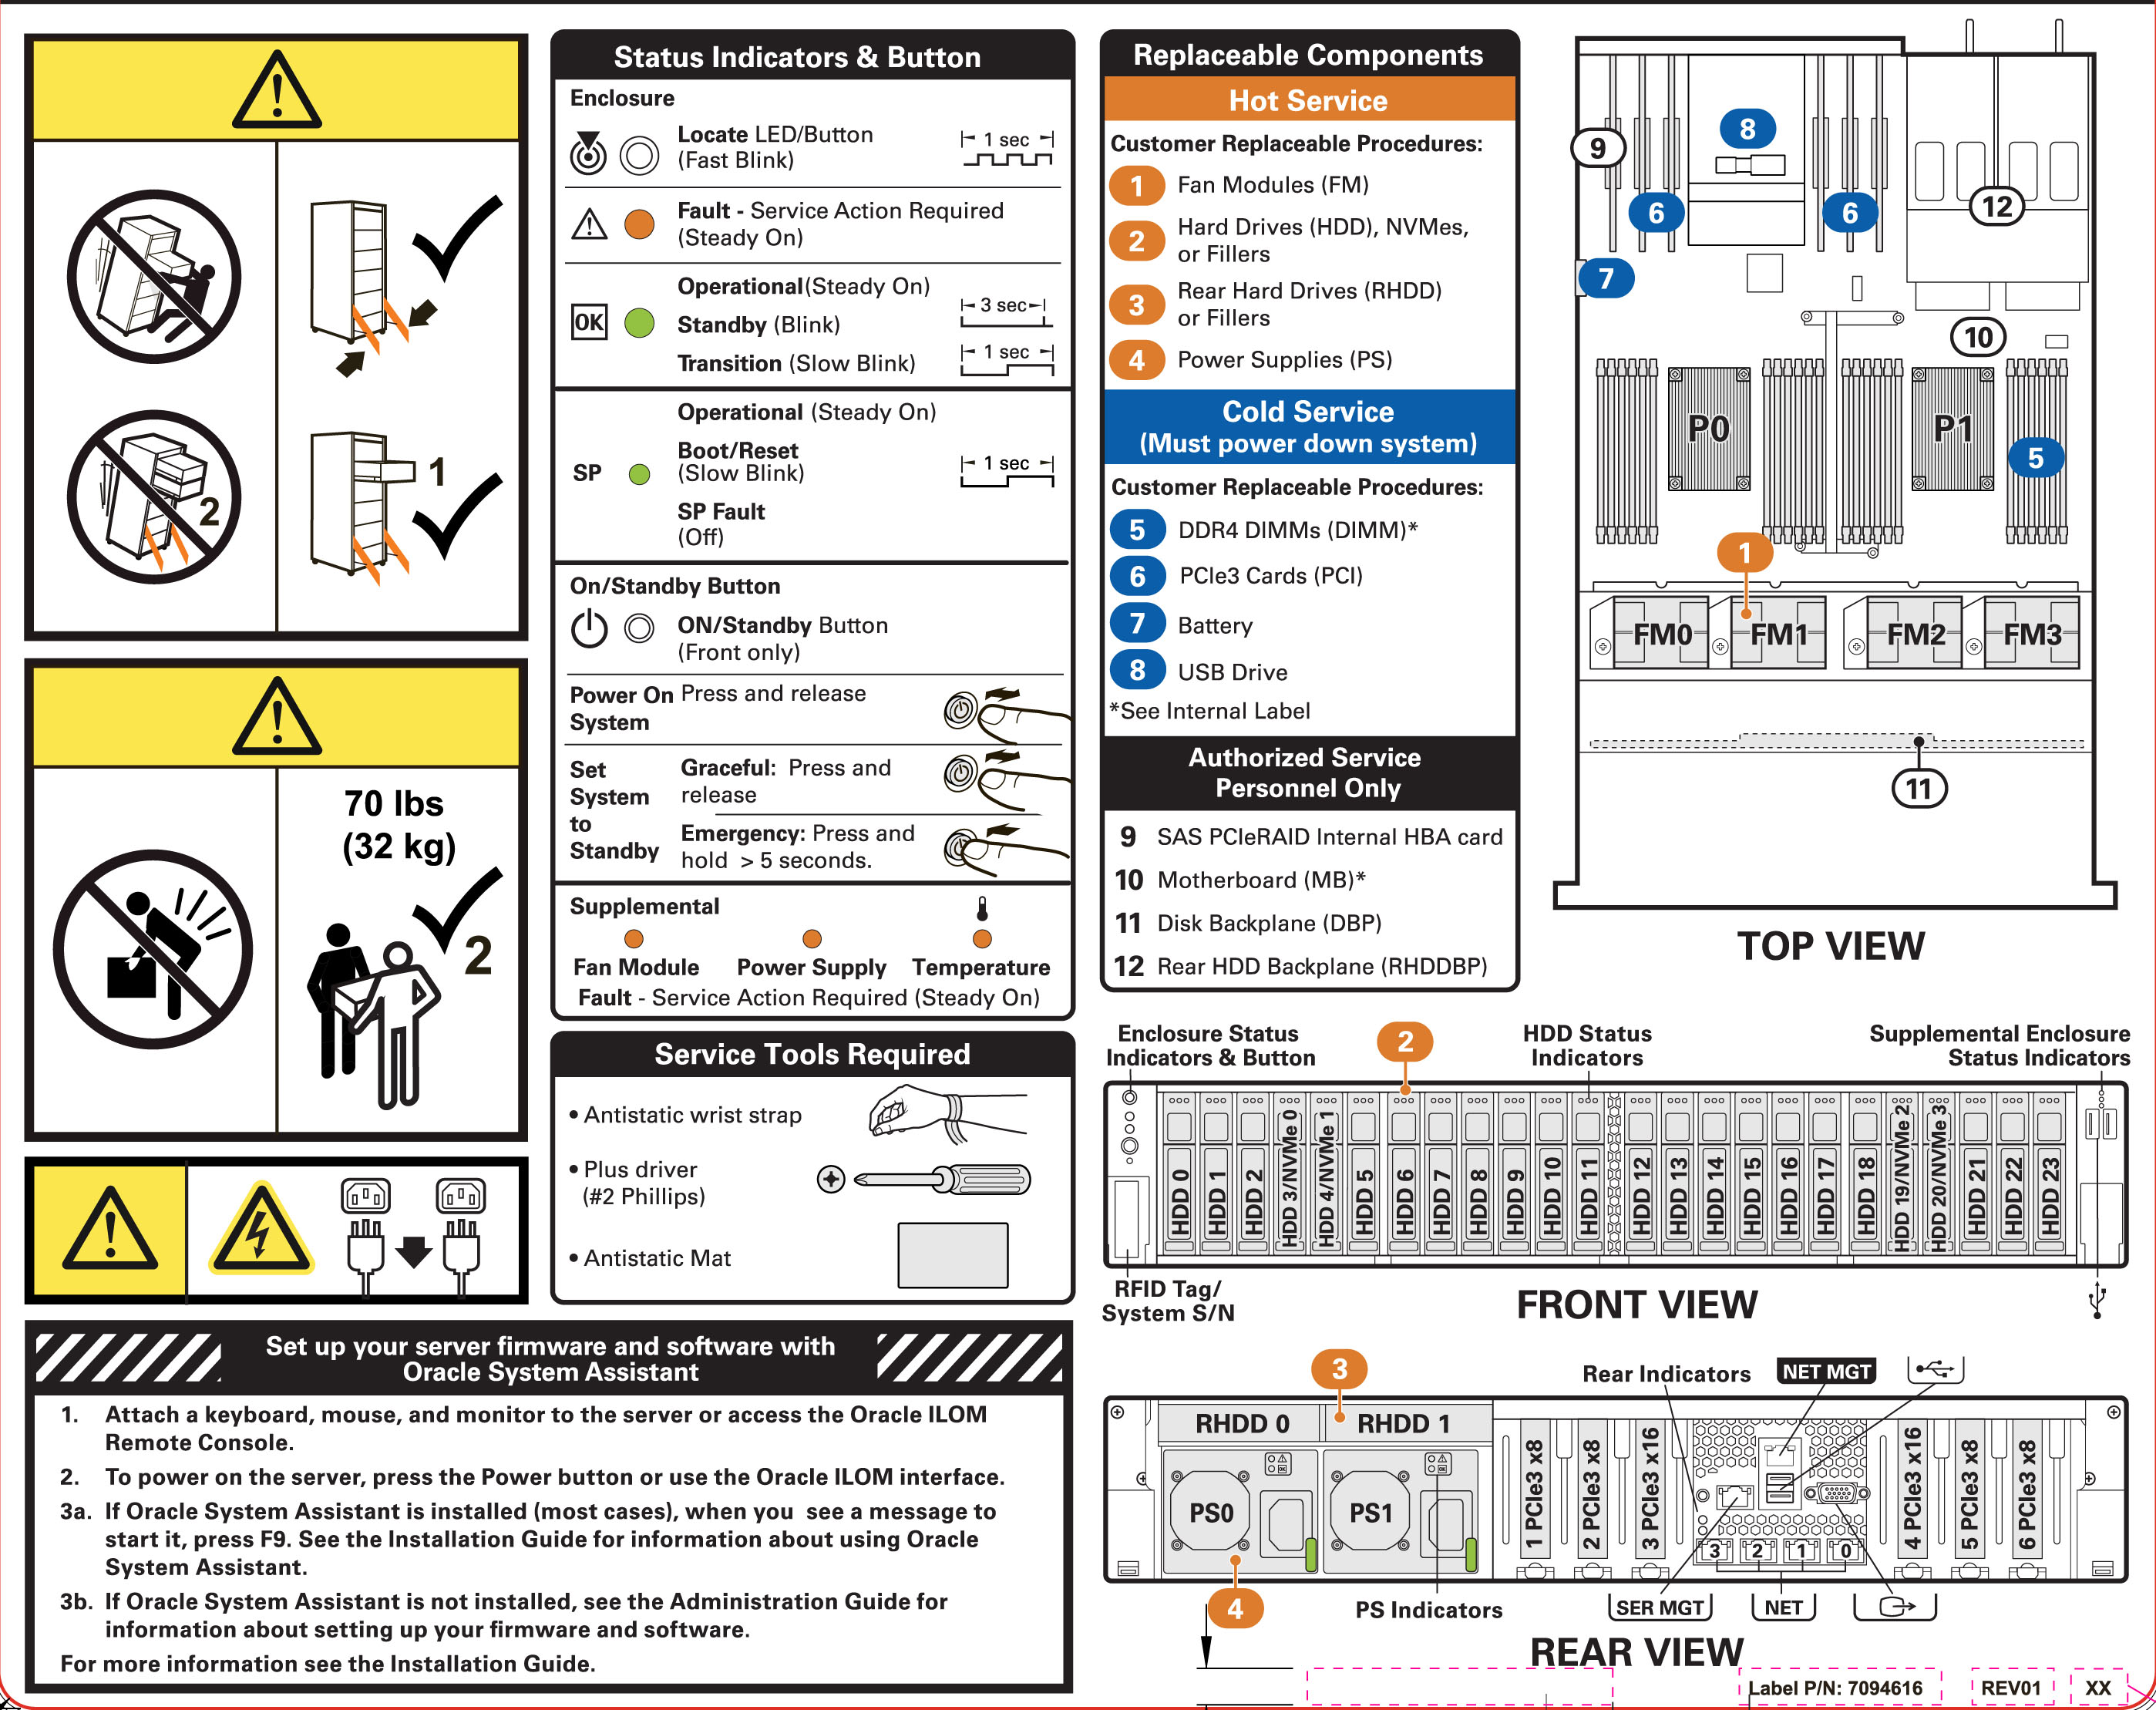 2
1
70 lbs
(32 kg)
2
Set up your server firmware and software with
Oracle System Assistant
1. Attach a keyboard, mouse, and monitor to the server or access the Oracle ILOM
Remote Console.
2. To power on the server, press the Power button or use the Oracle ILOM interface.
3a. If Oracle System Assistant is installed (most cases), when you see a message to
start it, press F9. See the Installation Guide for information about using Oracle
System Assistant.
3b. If Oracle System Assistant is not installed, see the Administration Guide for
information about setting up your firmware and software.
For more information see the Installation Guide.
Status Indicators & Button
Enclosure
Locate LED/Button
(Fast Blink)
1 sec
Fault - Service Action Required
(Steady On)
OK
Operational(Steady On)
Standby (Blink)
3 sec
Transition (Slow Blink)
1 sec
SP
Operational (Steady On)
Boot/Reset
(Slow Blink)
1 sec
SP Fault
(Off)
On/Standby Button
ON/Standby Button
(Front only)
Power On Press and release
System
Set
System
to
Standby
Graceful: Press and
release
Emergency: Press and
hold > 5 seconds.
Supplemental
Fan Module Power Supply Temperature
Fault - Service Action Required (Steady On)
Service Tools Required
• Antistatic wrist strap
• Plus driver
(#2 Phillips)
• Antistatic Mat
Replaceable Components
Hot Service
Customer Replaceable Procedures:
1 Fan Modules (FM)
2 Hard Drives (HDD), NVMes,
or Fillers
3 Rear Hard Drives (RHDD)
or Fillers
4 Power Supplies (PS)
Cold Service
(Must power down system)
Customer Replaceable Procedures:
5 DDR4 DIMMs (DIMM)*
6 PCIe3 Cards (PCI)
7 Battery
8 USB Drive
*See Internal Label
Authorized Service
Personnel Only
9 SAS PCIeRAID Internal HBA card
10 Motherboard (MB)*
11 Disk Backplane (DBP)
12 Rear HDD Backplane (RHDDBP)
9
8
6
6
12
7
10
P0
P1
5
1
FM0
FM1
FM2
FM3
11
TOP VIEW
Enclosure Status
Indicators & Button
2
HDD Status
Indicators
Supplemental Enclosure
Status Indicators
HDD 0
HDD 1
HDD 2
HDD 3/NVMe 0
HDD 4/NVMe 1
HDD 5
HDD 6
HDD 7
HDD 8
HDD 9
HDD 10
HDD 11
HDD 12
HDD 13
HDD 14
HDD 15
HDD 16
HDD 17
HDD 18
HDD 19/NVMe 2
HDD 20/NVMe 3
HDD 21
HDD 22
HDD 23
RFID Tag/
System S/N
FRONT VIEW
3
Rear Indicators
NET MGT
RHDD 0
RHDD 1
PS0
PS1
1 PCIe3 x8
2 PCIe3 x8
3 PCIe3 x16
3
2
1
0
4 PCIe3 x16
5 PCIe3 x8
6 PCIe3 x8
4
PS Indicators
SER MGT
NET
REAR VIEW
Label P/N: 7094616
REV01
XX